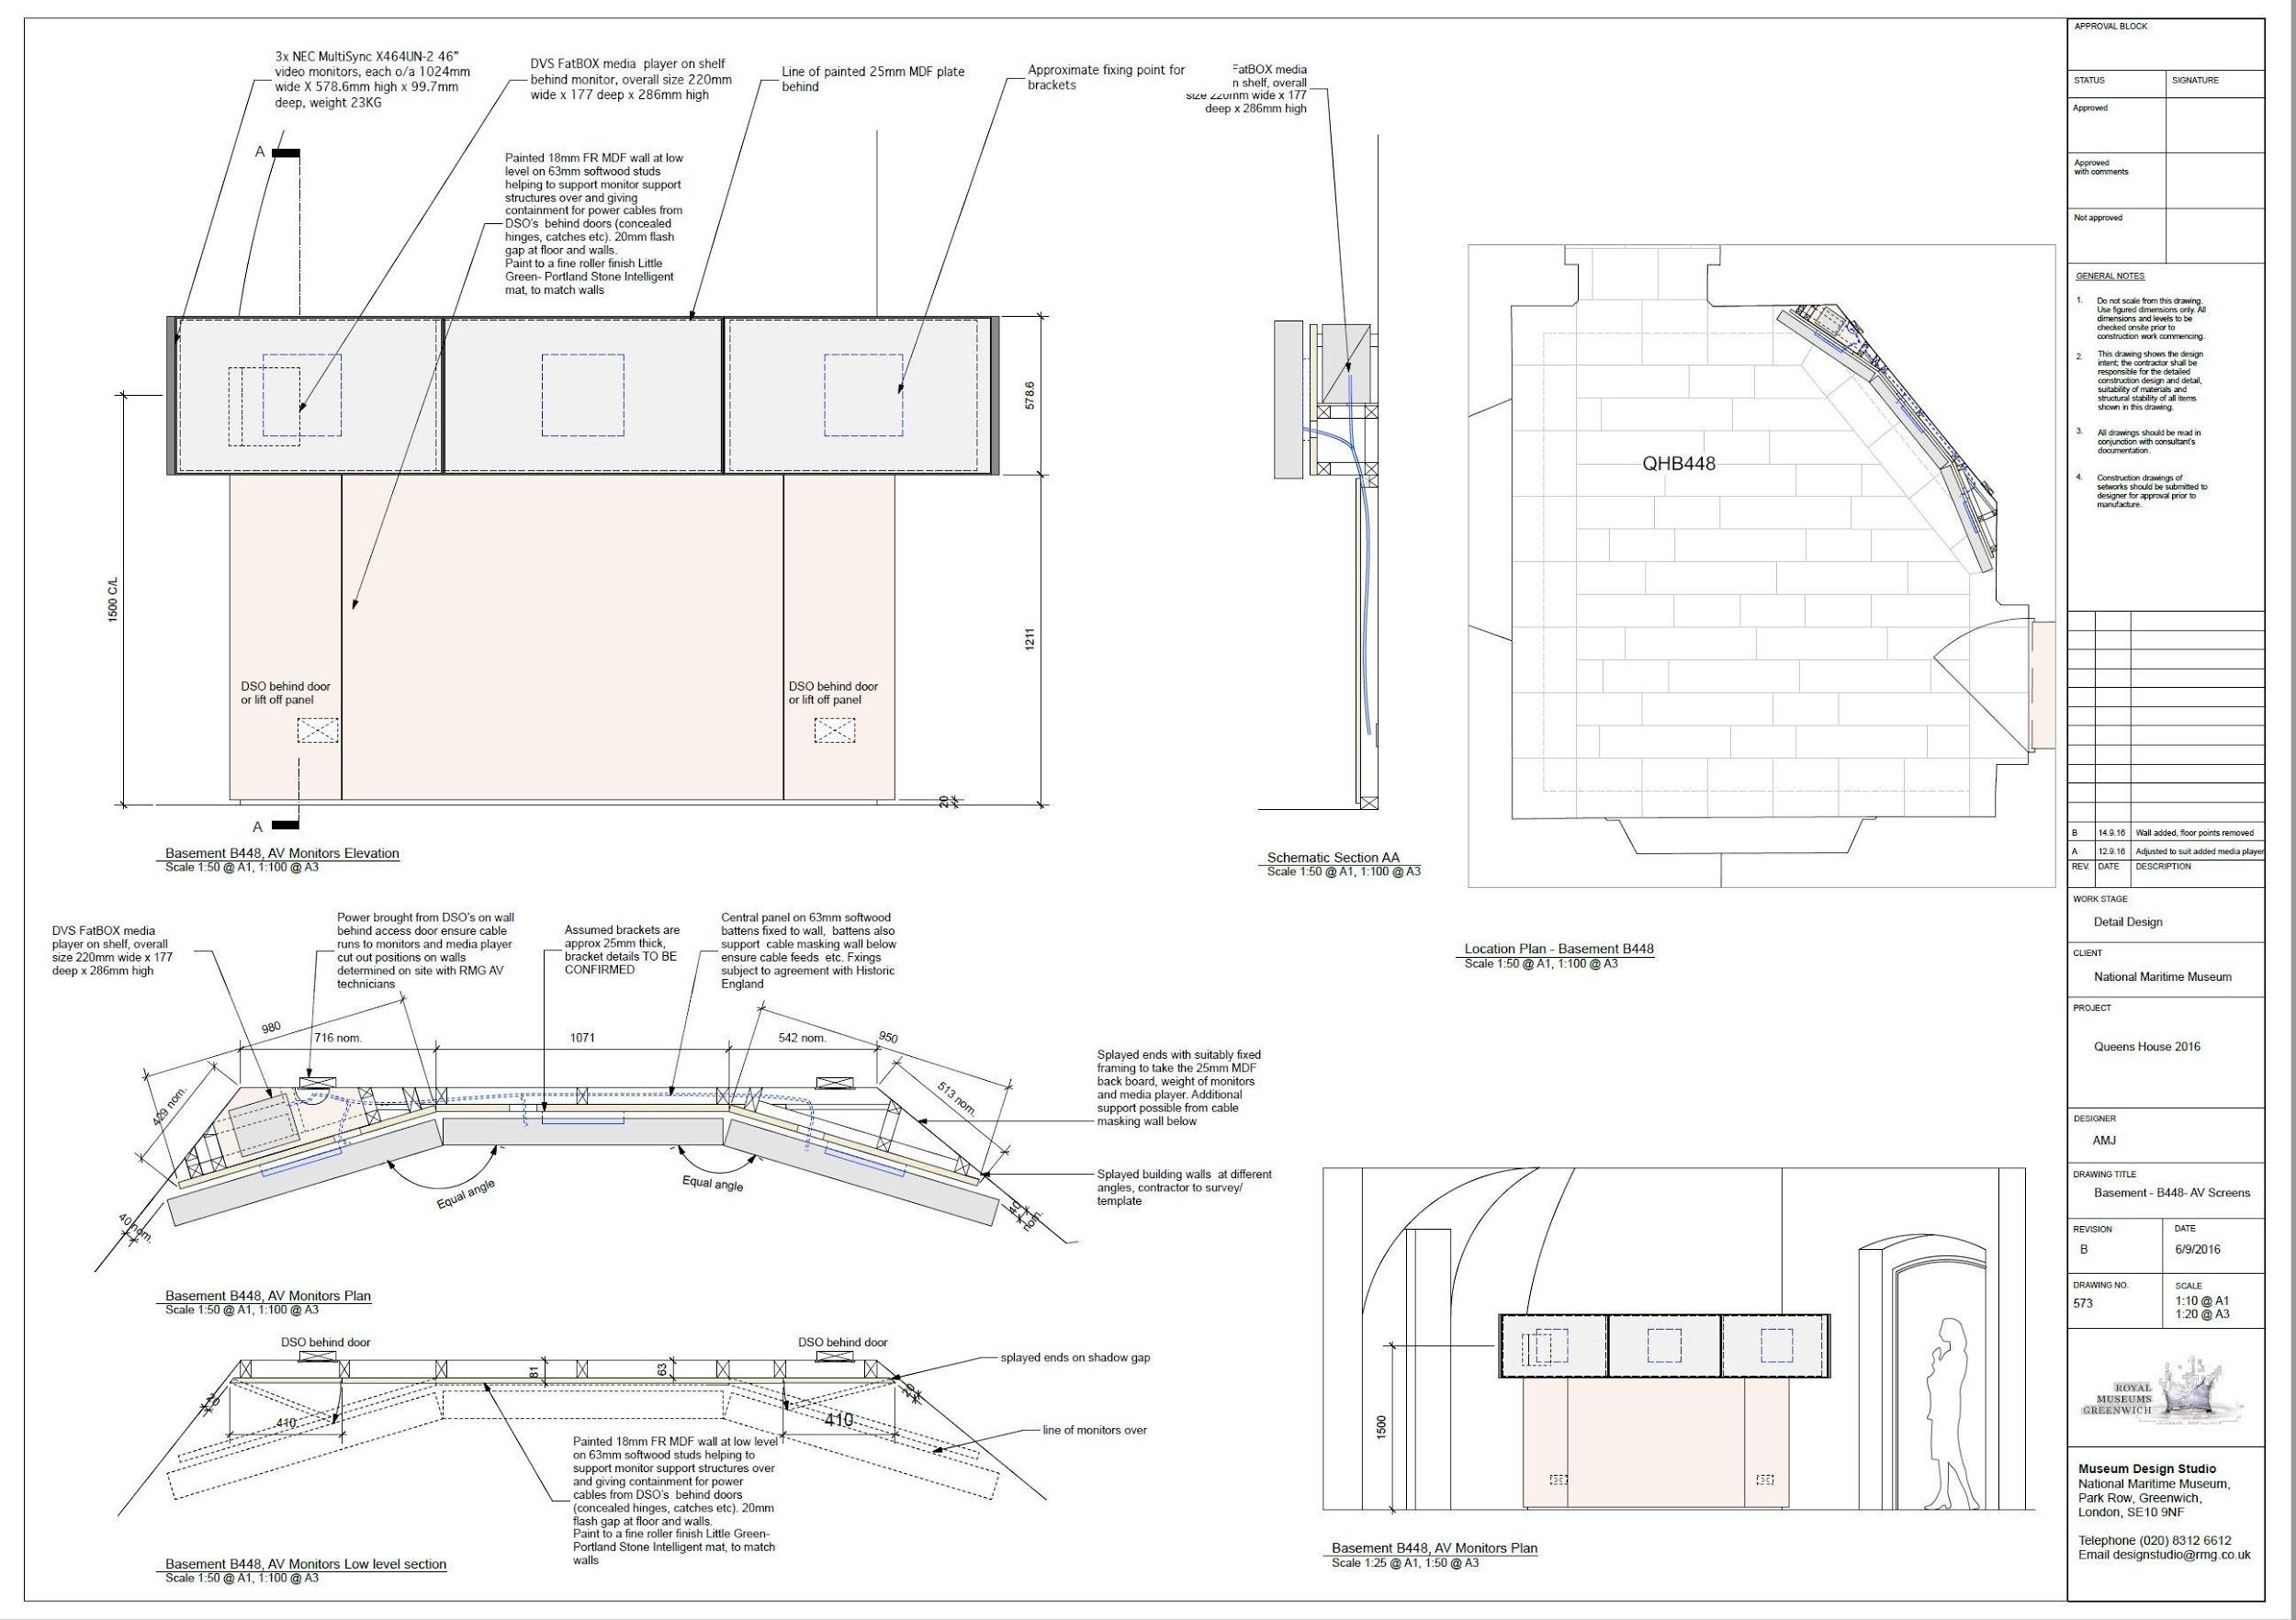 3x NEC MultiSync X464UN-2 46”
video monitors, each o/a 1024mm
wide X 578.6mm high x 99.7mm
deep, weight 23KG
DVS FatBOX media player on shelf
behind monitor, overall size 220mm
wide x 177 deep x 286mm high
Line of painted 25mm MDF plate
behind
Approximate fixing point for
brackets
FatBOX media
n shelf, overall
size 220mm wide x 177
deep x 286mm high
A
Painted 18mm FR MDF wall at low
level on 63mm softwood studs
helping to support monitor support
structures over and giving
containment for power cables from
DSO's behind doors (concealed
hinges, catches etc). 20mm flash
gap at floor and walls.
Paint to a fine roller finish Little
Green- Portland Stone Intelligent
mat, to match walls
578.6
1500 C/L
1211
DSO behind door
or lift off panel
DSO behind door
or lift off panel
20
A
Basement B448, AV Monitors Elevation
Scale 1:50 @ A1, 1:100 @ A3
Schematic Section AA
Scale 1:50 @ A1, 1:100 @ A3
QHB448
Location Plan - Basement B448
Scale 1:50 @ A1, 1:100 @ A3
DVS FatBOX media
player on shelf, overall
size 220mm wide x 177
deep x 286mm high
Power brought from DSO's on wall
behind access door ensure cable
runs to monitors and media player
cut out positions on walls
determined on site with RMG AV
technicians
Assumed brackets are
approx 25mm thick,
bracket details TO BE
CONFIRMED
Central panel on 63mm softwood
battens fixed to wall, battens also
support cable masking wall below
ensure cable feeds etc. Fxings
subject to agreement with Historic
England
980
716 nom.
1071
542 nom.
950
429 nom.
513 nom.
Splayed ends with suitably fixed
framing to take the 25mm MDF
back board, weight of monitors
and media player. Additional
support possible from cable
masking wall below
Equal angle
Equal angle
Splayed building walls at different
angles, contractor to survey/
template
40 nom.
40
nom.
Basement B448, AV Monitors Plan
Scale 1:50 @ A1, 1:100 @ A3
DSO behind door
DSO behind door
81
63
splayed ends on shadow gap
20
20
410
410
line of monitors over
Painted 18mm FR MDF wall at low level
on 63mm softwood studs helping to
support monitor support structures over
and giving containment for power
cables from DSO's behind doors
(concealed hinges, catches etc). 20mm
flash gap at floor and walls.
Paint to a fine roller finish Little Green-
Portland Stone Intelligent mat, to match
walls
Basement B448, AV Monitors Low level section
Scale 1:50 @ A1, 1:100 @ A3
1500
Basement B448, AV Monitors Plan
Scale 1:25 @ A1, 1:50 @ A3
APPROVAL BLOCK
STATUS SIGNATURE
Approved
Approved
with comments
Not approved
GENERAL NOTES
1. Do not scale from this drawing.
Use figured dimensions only. All
dimensions and levels to be
checked onsite prior to
construction work commencing.
2. This drawing shows the design
intent; the contractor shall be
responsible for the detailed
construction design and detail,
suitability of materials and
structural stability of all items
shown in this drawing.
3. All drawings should be read in
conjunction with consultant's
documentation.
4. Construction drawings of
setworks should be submitted to
designer for approval prior to
manufacture.
B 14.9.16 Wall added, floor points removed
A 12.9.16 Adjusted to suit added media player
REV. DATE DESCRIPTION
WORK STAGE
Detail Design
CLIENT
National Maritime Museum
PROJECT
Queens House 2016
DESIGNER
AMJ
DRAWING TITLE
Basement - B448- AV Screens
REVISION DATE
B 6/9/2016
DRAWING NO. SCALE
573 1:10 @ A1
1:20 @ A3
ROYAL
MUSEUMS
GREENWICH
Museum Design Studio
National Maritime Museum,
Park Row, Greenwich,
London, SE10 9NF
Telephone (020) 8312 6612
Email designstudio@rmg.co.uk